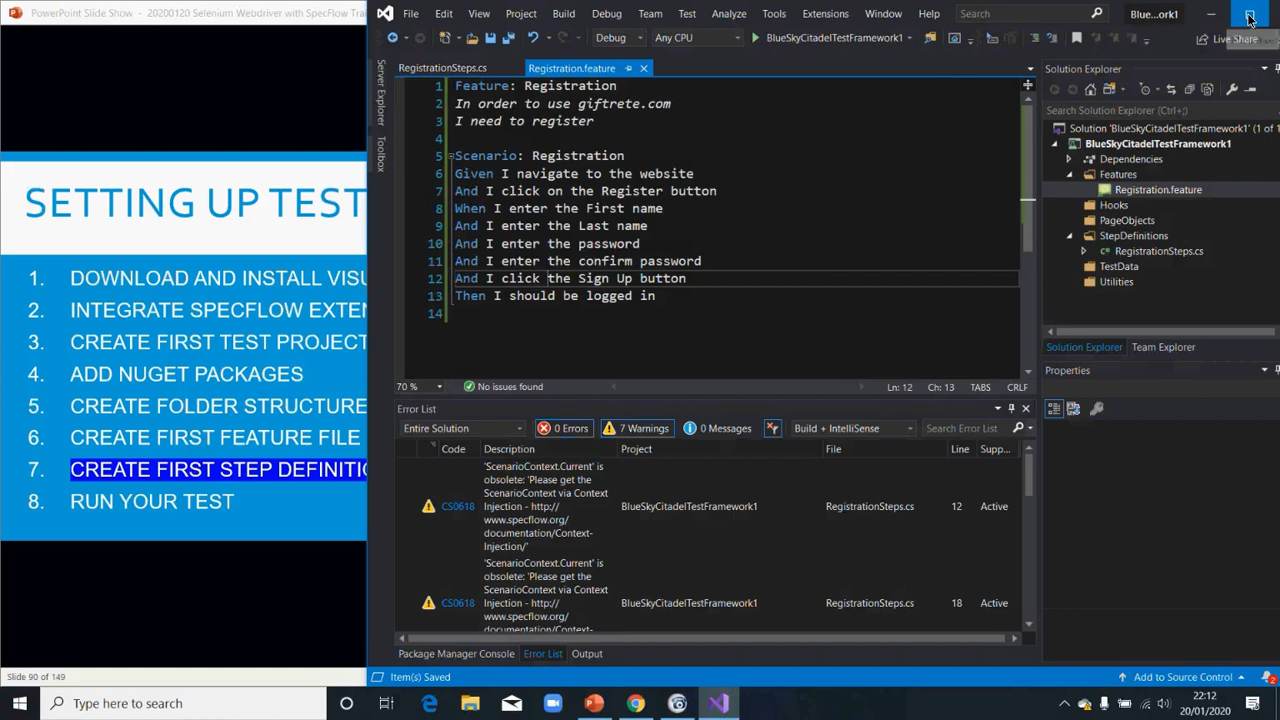 PowerPoint Slide Show
20200120 Selenium Webdriver with SpecFlow Trai
SETTING UP TEST
1. DOWNLOAD AND INSTALL VISU
2. INTEGRATE SPECFLOW EXTEN
3. CREATE FIRST TEST PROJECT
4. ADD NUGET PACKAGES
5. CREATE FOLDER STRUCTURE
6. CREATE FIRST FEATURE FILE
7. CREATE FIRST STEP DEFINITIO
8. RUN YOUR TEST
Slide 90 of 149
File Edit View Project Build Debug Team Test Analyze Tools Extensions Window Help
Search
Blue...ork1
Debug Any CPU BlueSkyCitadelTestFramework1
Live Share
Server Explorer
Toolbox
RegistrationSteps.cs Registration.feature
1 Feature: Registration
2 In order to use giftrete.com
3 I need to register
4
5 Scenario: Registration
6 Given I navigate to the website
7 And I click on the Register button
8 When I enter the First name
9 And I enter the Last name
10 And I enter the password
11 And I enter the confirm password
12 And I click the Sign Up button
13 Then I should be logged in
14
70 % No issues found Ln: 12 Ch: 13 TABS CRLF
Error List
Entire Solution 0 Errors 7 Warnings 0 Messages Build + IntelliSense Search Error List
Code Description Project File Line Supp...
'ScenarioContext.Current' is
obsolete: 'Please get the
ScenarioContext via Context
Injection - http://
www.specflow.org/
documentation/Context-
Injection/'
CS0618 BlueSkyCitadelTestFramework1 RegistrationSteps.cs 12 Active
'ScenarioContext.Current' is
obsolete: 'Please get the
ScenarioContext via Context
Injection - http://
www.specflow.org/
documentation/Context-
CS0618 BlueSkyCitadelTestFramework1 RegistrationSteps.cs 18 Active
Package Manager Console Error List Output
Item(s) Saved
Add to Source Control
2
Solution Explorer
Search Solution Explorer (Ctrl+;)
Solution 'BlueSkyCitadelTestFramework1' (1 of 1
BlueSkyCitadelTestFramework1
Dependencies
Features
Registration.feature
Hooks
PageObjects
StepDefinitions
RegistrationSteps.cs
TestData
Utilities
Solution Explorer Team Explorer
Properties
Type here to search
22:12
20/01/2020